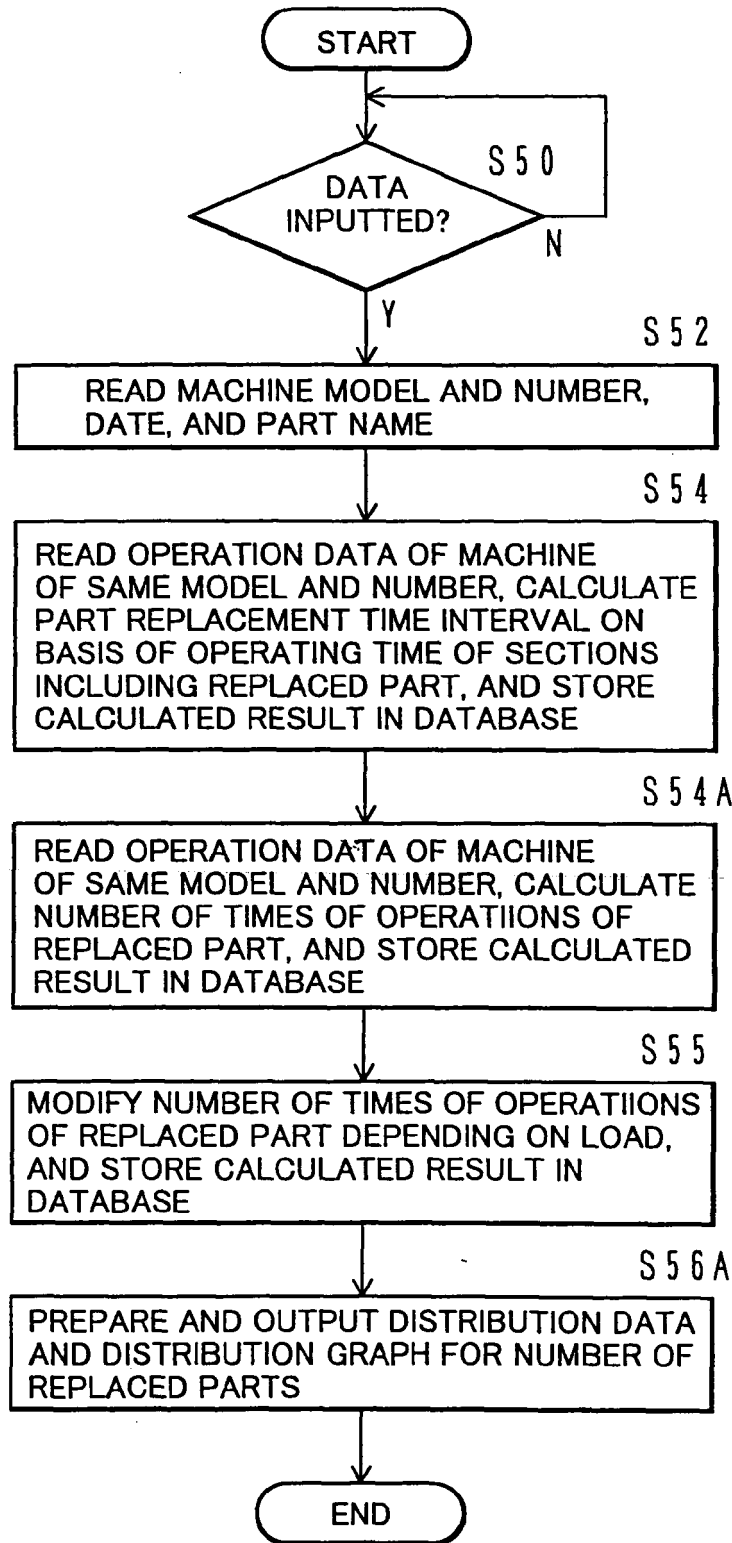 START
S50
DATA
INPUTTED?
N
Y
S52
READ MACHINE MODEL AND NUMBER,
DATE, AND PART NAME
S54
READ OPERATION DATA OF MACHINE
OF SAME MODEL AND NUMBER, CALCULATE
PART REPLACEMENT TIME INTERVAL ON
BASIS OF OPERATING TIME OF SECTIONS
INCLUDING REPLACED PART, AND STORE
CALCULATED RESULT IN DATABASE
S54A
READ OPERATION DATA OF MACHINE
OF SAME MODEL AND NUMBER, CALCULATE
NUMBER OF TIMES OF OPERATIIONS OF
REPLACED PART, AND STORE CALCULATED
RESULT IN DATABASE
S55
MODIFY NUMBER OF TIMES OF OPERATIIONS
OF REPLACED PART DEPENDING ON LOAD,
AND STORE CALCULATED RESULT IN
DATABASE
S56A
PREPARE AND OUTPUT DISTRIBUTION DATA
AND DISTRIBUTION GRAPH FOR NUMBER OF
REPLACED PARTS
END